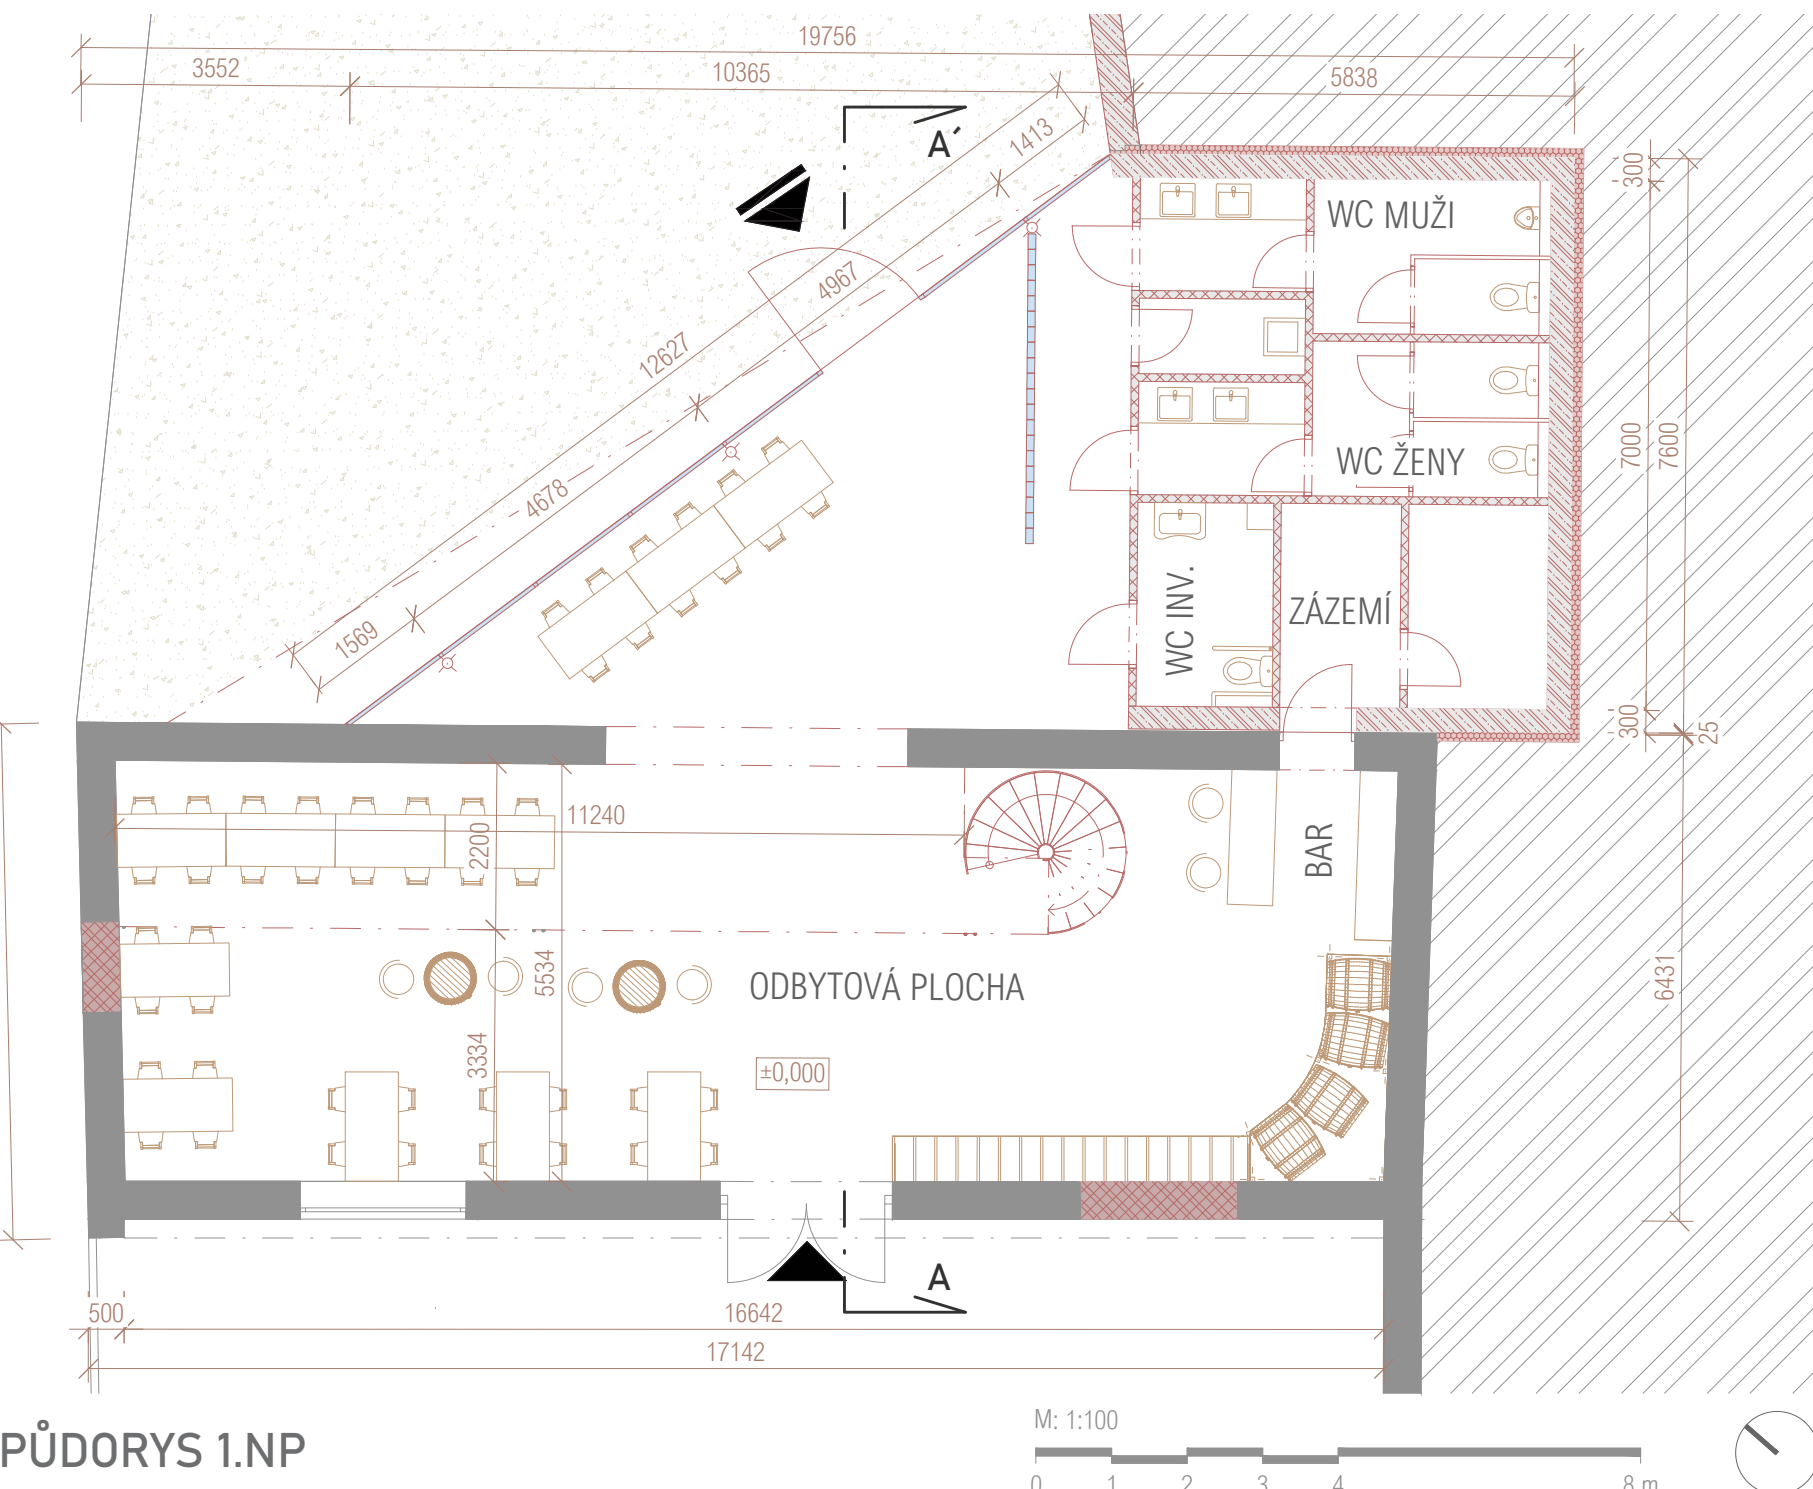 19756
3552
10365
5838
A´
1413
300
WC MUŽI
4967
12627
7000
7600
WC ŽENY
4678
WC INV.
ZÁZEMÍ
1569
300
25
11240
2200
BAR
5534
ODBYTOVÁ PLOCHA
6431
3334
±0,000
A
500
16642
17142
M: 1:100
PŮDORYS 1.NP
0 1 2 3 4 8 m